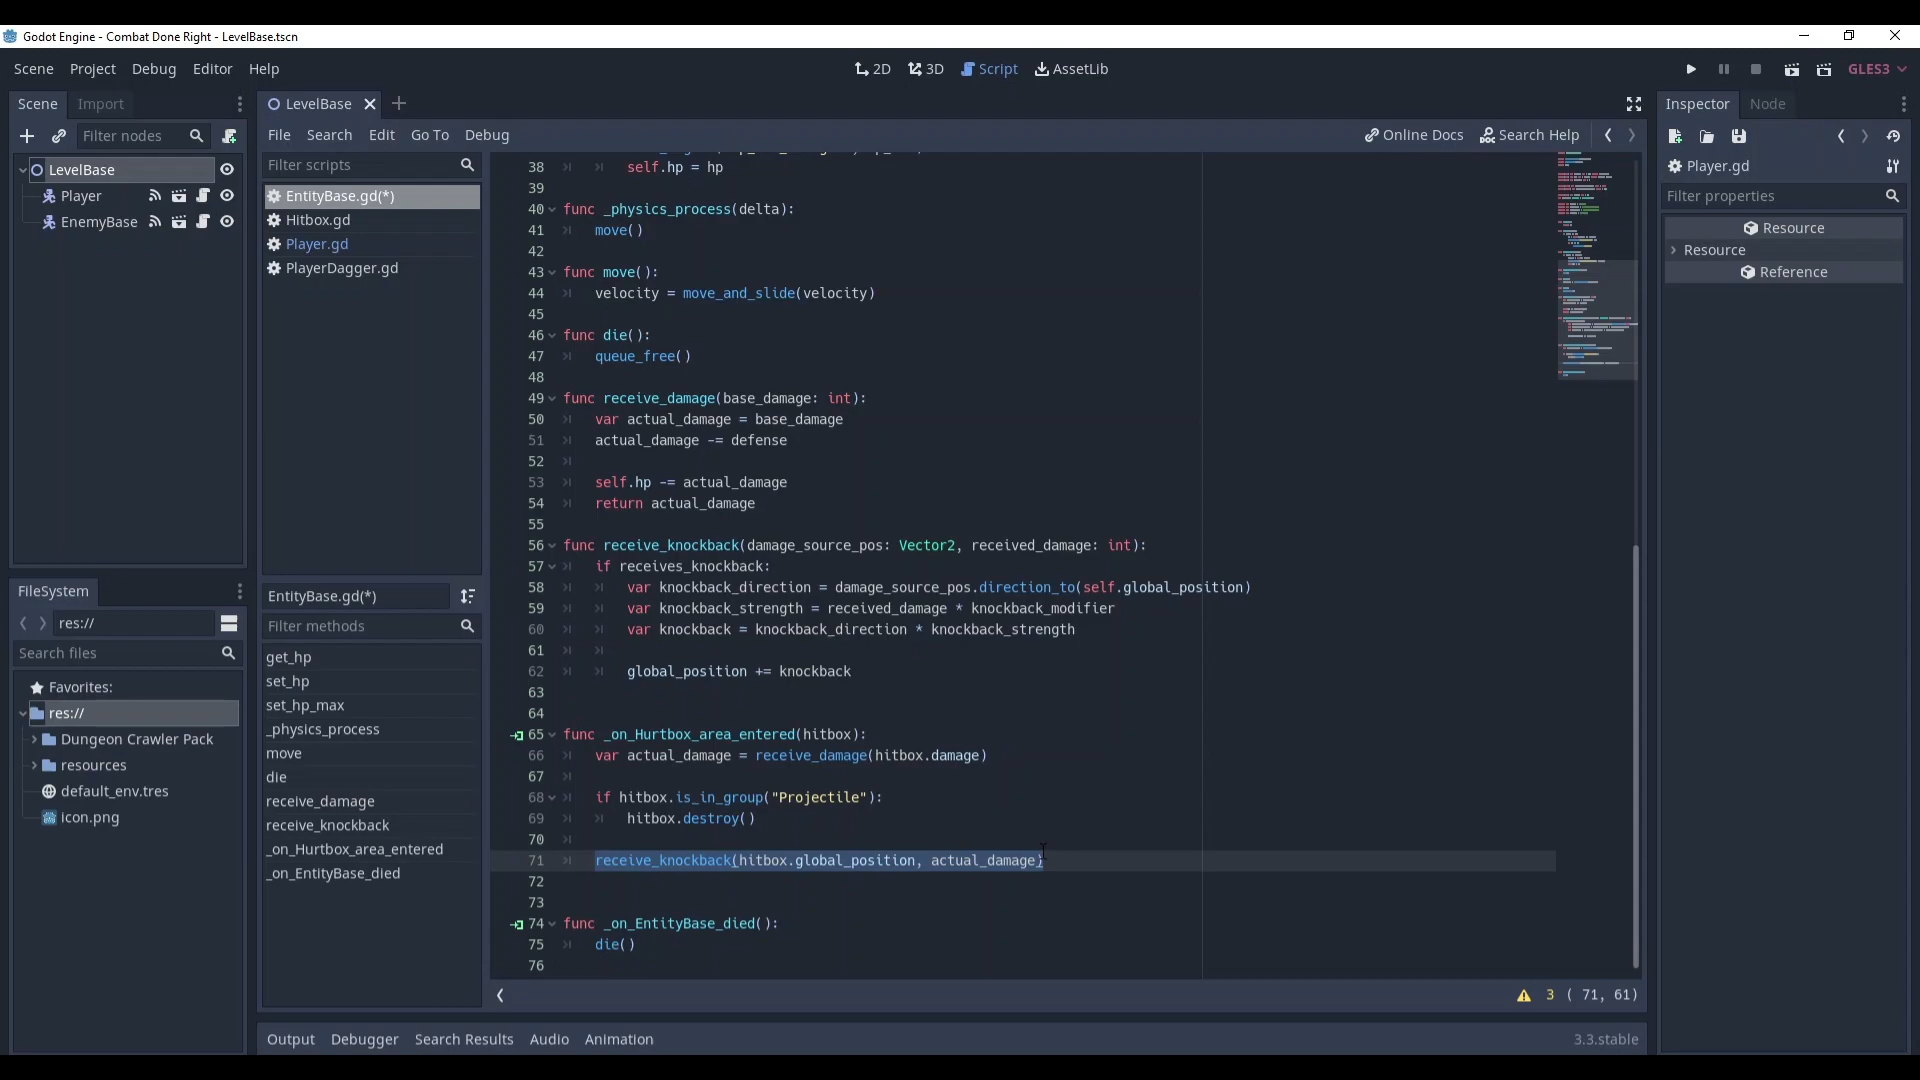 Godot Engine - Combat Done Right - LevelBase.tscn
Scene Project Debug Editor Help
2D 3D Script AssetLib
GLES3
Scene Import
Filter nodes
LevelBase
Player
EnemyBase
FileSystem
res://
Search files
Favorites:
res://
Dungeon Crawler Pack
resources
default_env.tres
icon.png
LevelBase
File Search Edit Go To Debug
Online Docs Search Help
Filter scripts
EntityBase.gd(*)
Hitbox.gd
Player.gd
PlayerDagger.gd
EntityBase.gd(*)
Filter methods
get_hp
set_hp
set_hp_max
_physics_process
move
die
receive_damage
receive_knockback
_on_Hurtbox_area_entered
_on_EntityBase_died
38 self.hp = hp
39
40 func _physics_process(delta):
41 move()
42
43 func move():
44 velocity = move_and_slide(velocity)
45
46 func die():
47 queue_free()
48
49 func receive_damage(base_damage: int):
50 var actual_damage = base_damage
51 actual_damage -= defense
52
53 self.hp -= actual_damage
54 return actual_damage
55
56 func receive_knockback(damage_source_pos: Vector2, received_damage: int):
57 if receives_knockback:
58 var knockback_direction = damage_source_pos.direction_to(self.global_position)
59 var knockback_strength = received_damage * knockback_modifier
60 var knockback = knockback_direction * knockback_strength
61
62 global_position += knockback
63
64
65 func _on_Hurtbox_area_entered(hitbox):
66 var actual_damage = receive_damage(hitbox.damage)
67
68 if hitbox.is_in_group("Projectile"):
69 hitbox.destroy()
70
71 receive_knockback(hitbox.global_position, actual_damage)
72
73
74 func _on_EntityBase_died():
75 die()
76
3 ( 71, 61)
Output Debugger Search Results Audio Animation
3.3.stable
Inspector Node
Player.gd
Filter properties
Resource
Resource
Reference